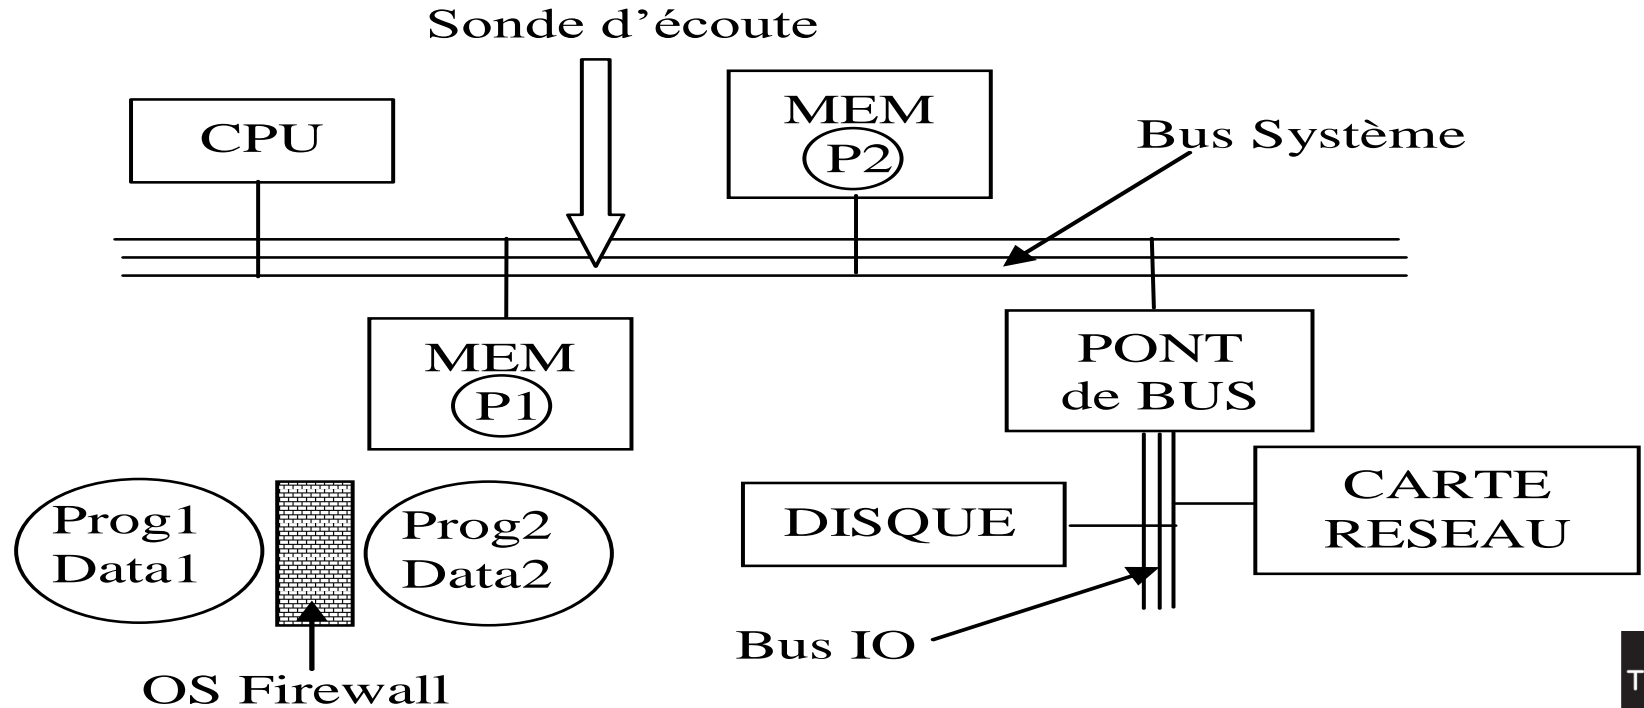 Sonde d'écoute
CPU
MEM
P2
Bus Système
MEM
P1
PONT
de BUS
Prog1
Data1
Prog2
Data2
DISQUE
CARTE
RESEAU
Bus IO
OS Firewall
T